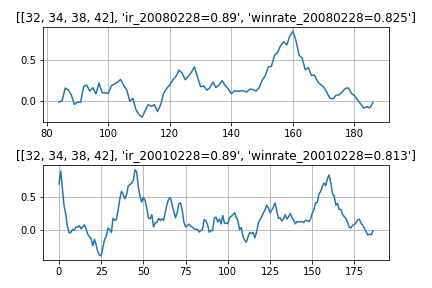 [[32, 34, 38, 42], 'ir_20080228=0.89', 'winrate_20080228=0.825']
0.5
0.0
80 100 120 140 160 180
[[32, 34, 38, 42], 'ir_20010228=0.89', 'winrate_20010228=0.813']
0.5
0.0
0 25 50 75 100 125 150 175